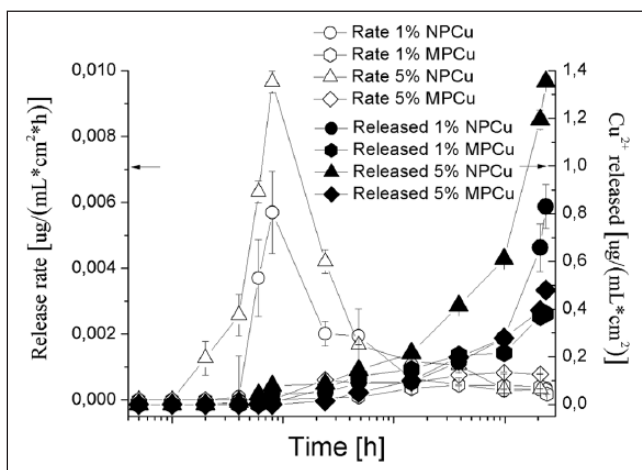 Rate 1% NPCu
Rate 1% MPCu
Rate 5% NPCu
Rate 5% MPCu
Released 1% NPCu
Released 1% MPCu
Released 5% NPCu
Released 5% MPCu
Release rate [ug/(mL*cm²*h]
0,010
0,008
0,006
0,004
0,002
0,000
1,4
1,2
1,0
0,8
0,6
0,4
0,2
0,0
Cu²⁺ released [ug/(mL*cm²)]
Time [h]